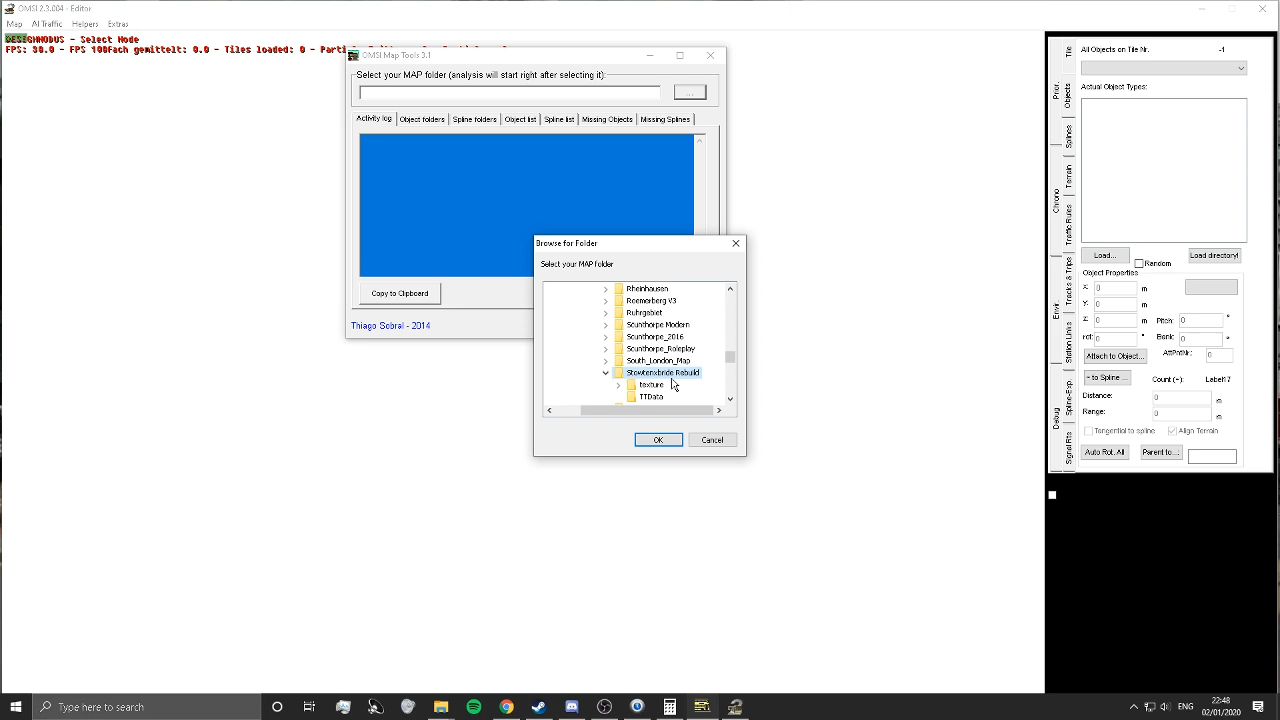 OMSI 2.3.004 - Editor
Map AI Traffic Helpers Extras
DESIGNMODUS - Select Mode
FPS: 30.0 - FPS 100Fach gemittelt: 0.0 - Tiles loaded: 0 - Parti
OMSI Map Tools 3.1
Select your MAP folder (analysis will start right after selecting it):
...
Activity log Object folders Spline folders Object list Spline list Missing Objects Missing Splines
Copy to Clipboard
Thiago Sobral - 2014
Browse for Folder
Select your MAP folder
Rheinhausen
Roemerberg V3
Ruhrgebiet
Scunthorpe Modern
Scunthorpe_2016
Scunthorpe_Roleplay
South_London_Map
Stowtenxbride Rebuild
texture
TTData
OK Cancel
Tile
Objects
Splines
Terrain
Traffic Rules
Tracks & Trips
Station Links
Spline-Exp.
Signal Rts
Prior.
Chrono
Envir.
Debug
All Objects on Tile Nr. -1
Actual Object Types:
Load... Random Load directory!
Object Properties
X: 0 m
Y: 0 m
Z: 0 m Pitch: 0 °
rot: 0 ° Bank: 0 °
Attach to Object... AttPntNr: 0
~ to Spline ... Count (~): Label17
Distance: 0 m
Range: 0 m
Tangential to spline Align Terrain
Auto Rot. All Parent to...:
Type here to search
22:48
02/01/2020